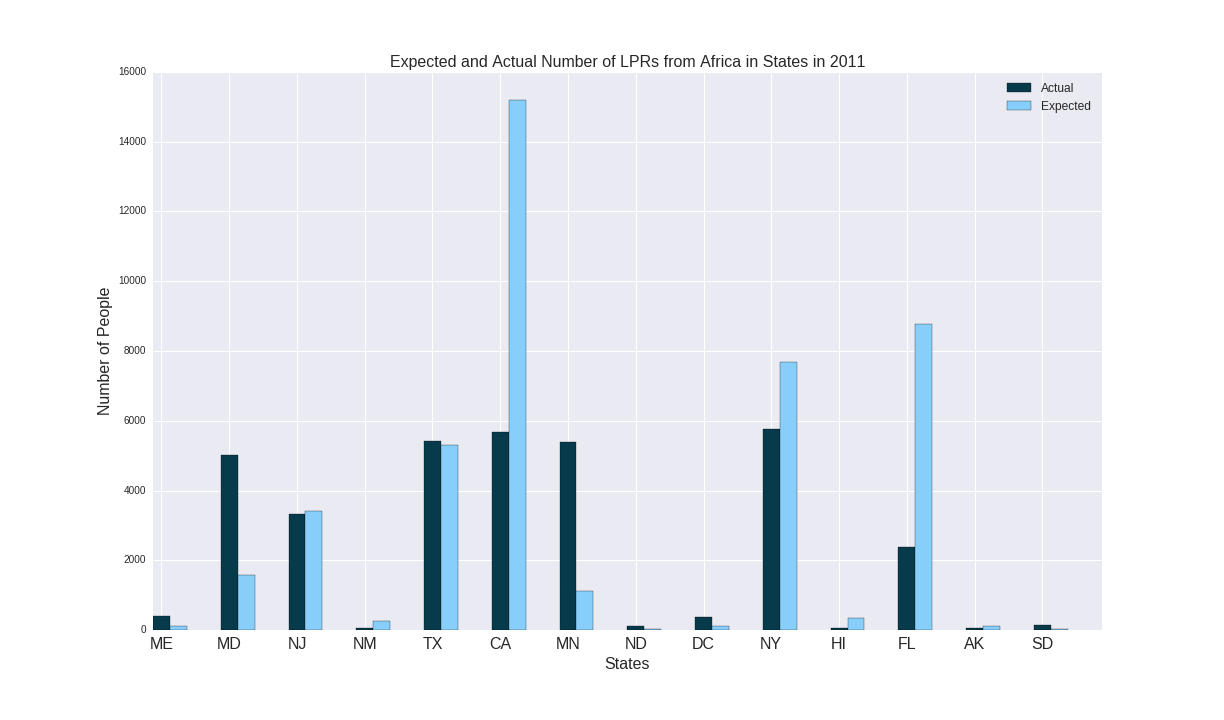 Expected and Actual Number of LPRs from Africa in States in 2011
Actual
Expected
16000
14000
12000
10000
8000
6000
4000
2000
0
Number of People
ME MD NJ NM TX CA MN ND DC NY HI FL AK SD
States